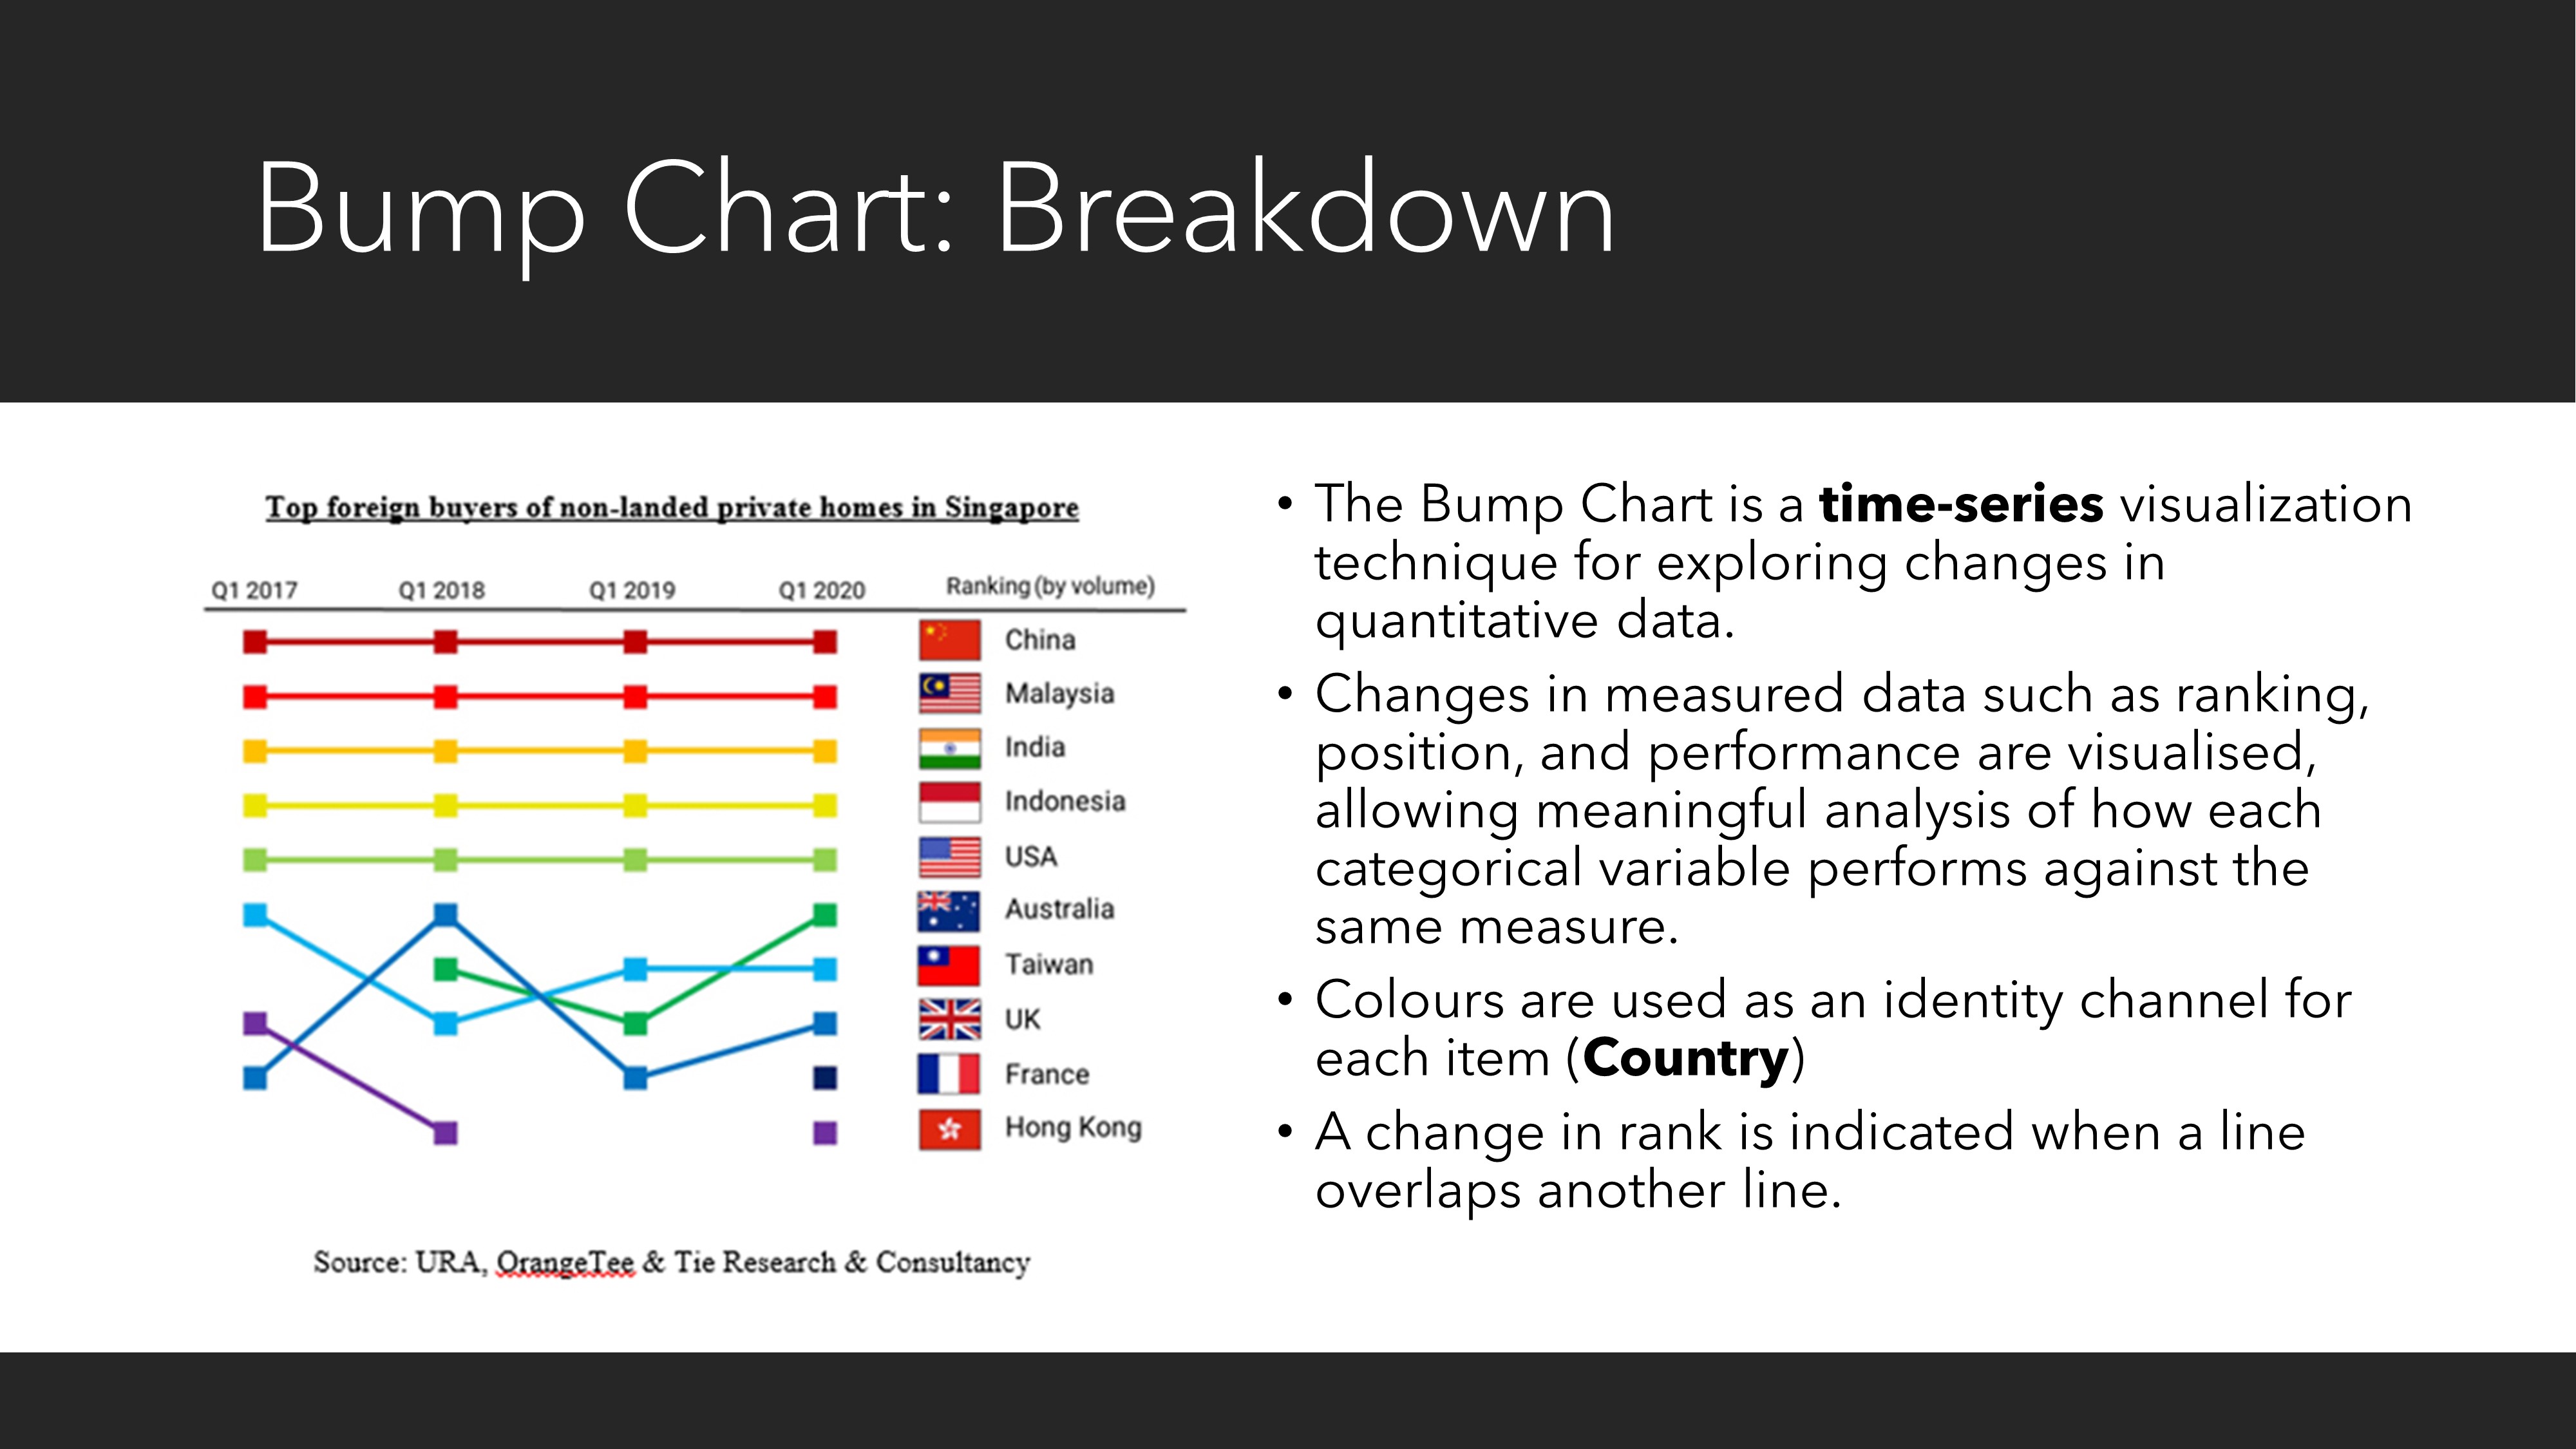 Bump Chart: Breakdown
Top foreign buyers of non-landed private homes in Singapore
Q1 2017 Q1 2018 Q1 2019 Q1 2020 Ranking (by volume)
China
Malaysia
India
Indonesia
USA
Australia
Taiwan
UK
France
Hong Kong
Source: URA, OrangeTee & Tie Research & Consultancy
• The Bump Chart is a time-series visualization
technique for exploring changes in
quantitative data.
• Changes in measured data such as ranking,
position, and performance are visualised,
allowing meaningful analysis of how each
categorical variable performs against the
same measure.
• Colours are used as an identity channel for
each item (Country)
• A change in rank is indicated when a line
overlaps another line.